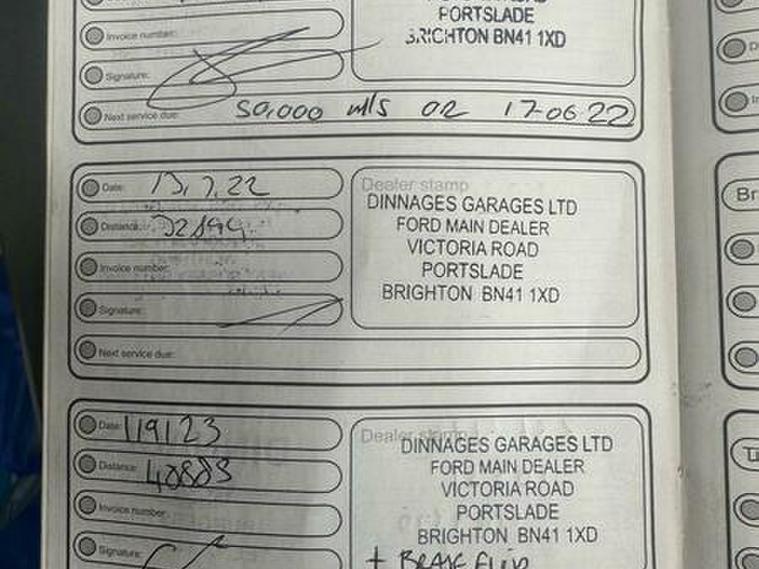 PORTSLADE
BRICHTON BN41 1XD
Invoice number:
Signature:
Next service due: 50,000 mls OR 17-06-22
Date: 13.7.22
Dealer stamp
DINNAGES GARAGES LTD
FORD MAIN DEALER
VICTORIA ROAD
PORTSLADE
BRIGHTON BN41 1XD
Distance:
Invoice number:
Signature:
Next service due:
Date: 1/9/23
Dealer stamp
DINNAGES GARAGES LTD
FORD MAIN DEALER
VICTORIA ROAD
PORTSLADE
BRIGHTON BN41 1XD
+ BRAKE FLUID
Distance: 40883
Invoice number
Signature:
Br